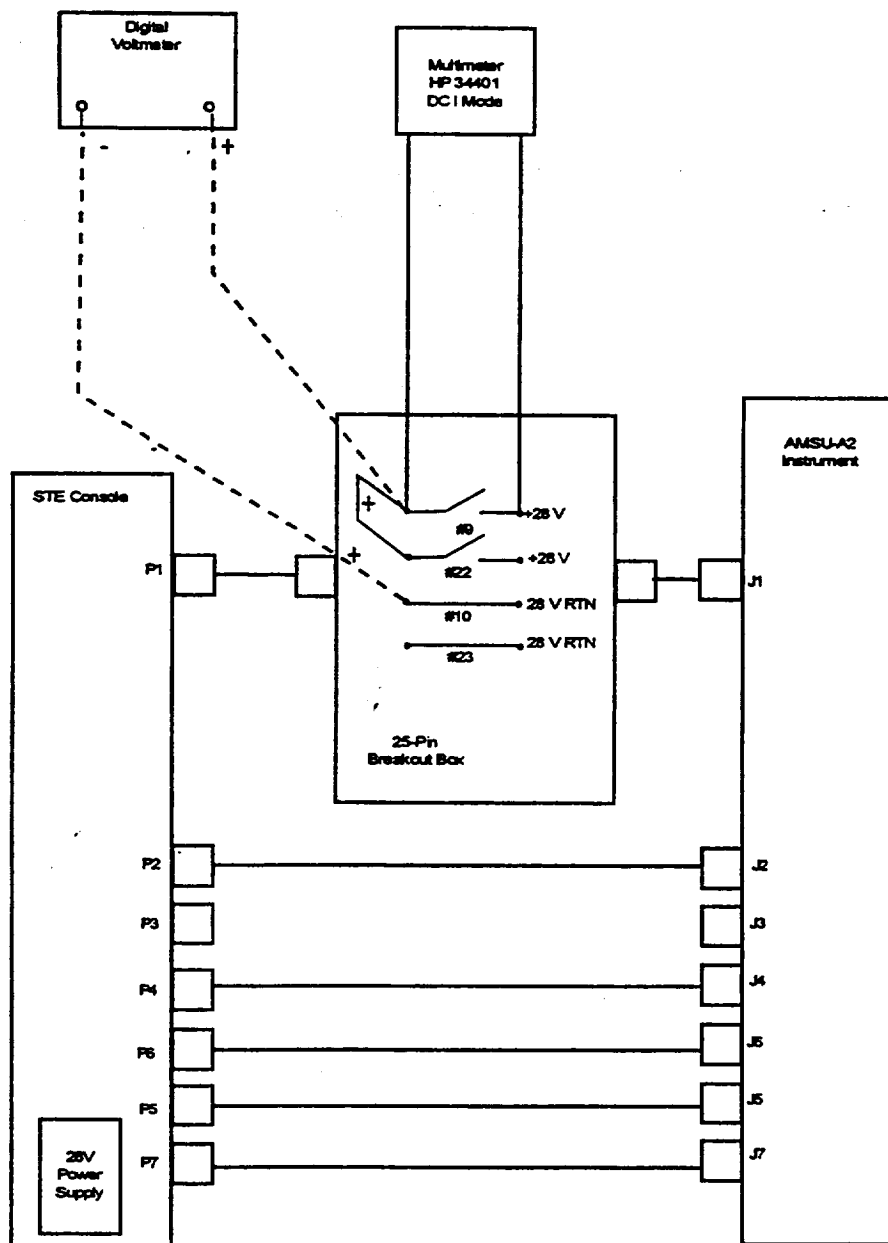 Digital
Voltmeter
Multimeter
HP 34401
DC I Mode
-
+
AMSU-A2
Instrument
STE Console
+
#9
+28 V
+
#22
+28 V
P1
J1
#10
28 V RTN
#23
28 V RTN
25-Pin
Breakout Box
P2
J2
P3
J3
P4
J4
P6
J5
P5
J5
28V
Power
Supply
P7
J7